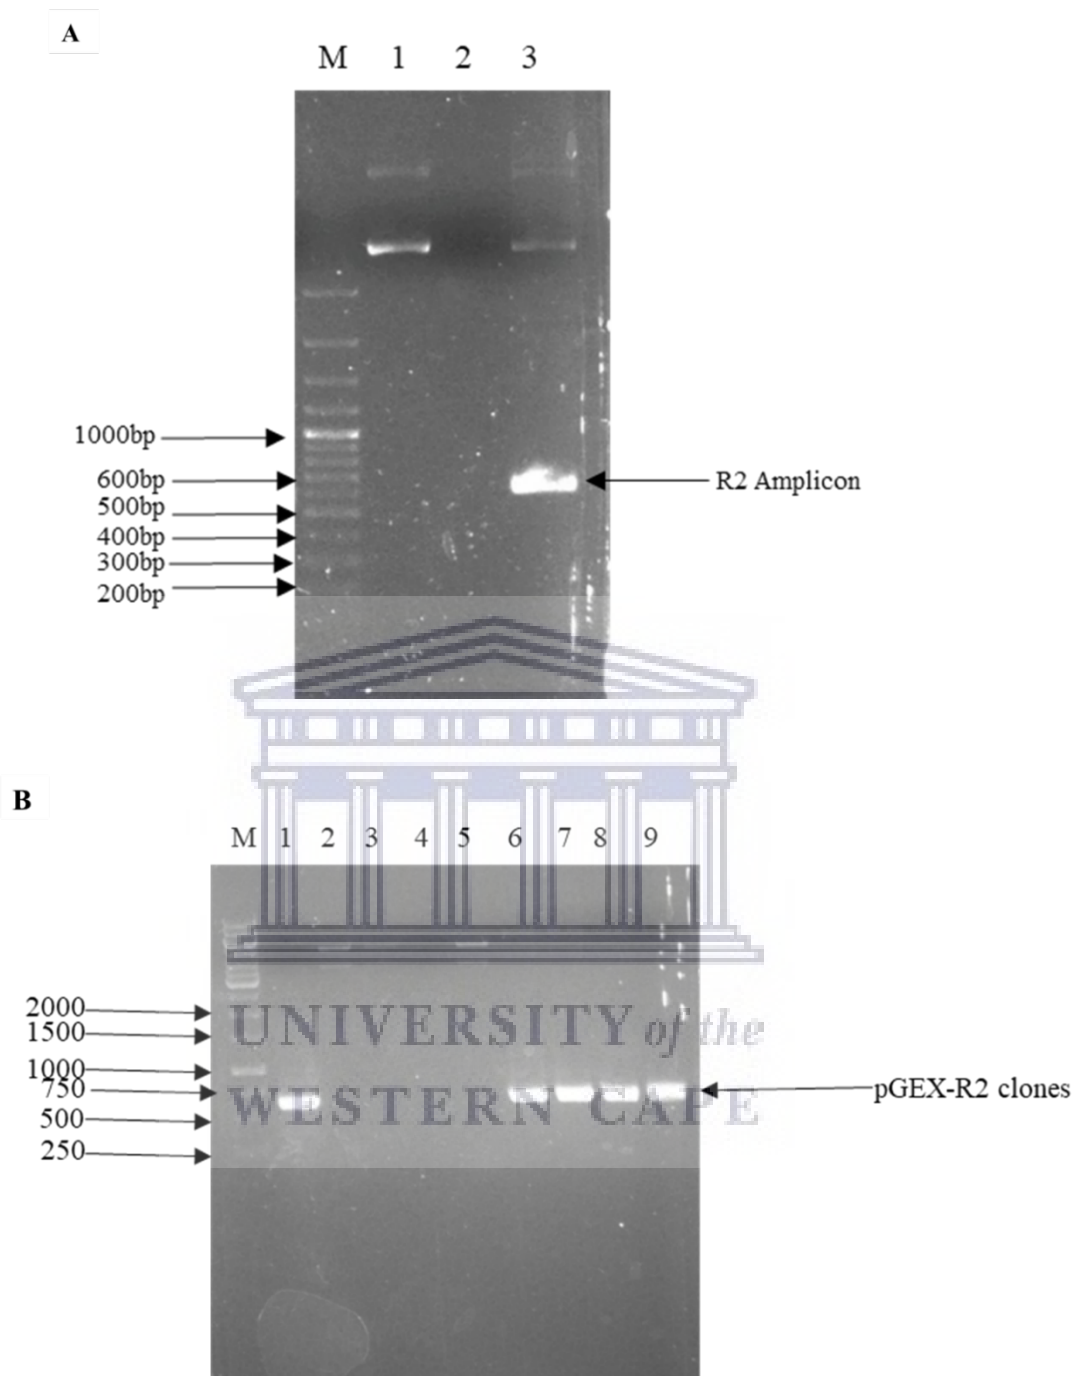 A
M 1 2 3
1000bp
600bp
R2 Amplicon
500bp
400bp
300bp
200bp
B
M 1 2 3 4 5 6 7 8 9
2000
1500
UNIVERSITY of the
1000
750
pGEX-R2 clones
WESTERN CAPE
500
250